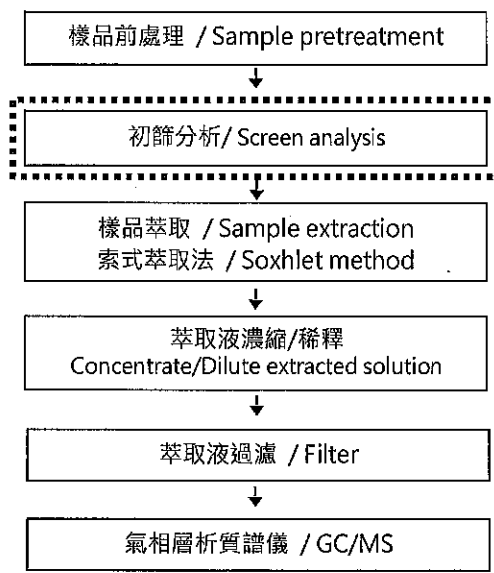 樣品前處理 / Sample pretreatment
初篩分析/ Screen analysis
樣品萃取 / Sample extraction
索式萃取法 / Soxhlet method
萃取液濃縮/稀釋
Concentrate/Dilute extracted solution
萃取液過濾 / Filter
氣相層析質譜儀 / GC/MS